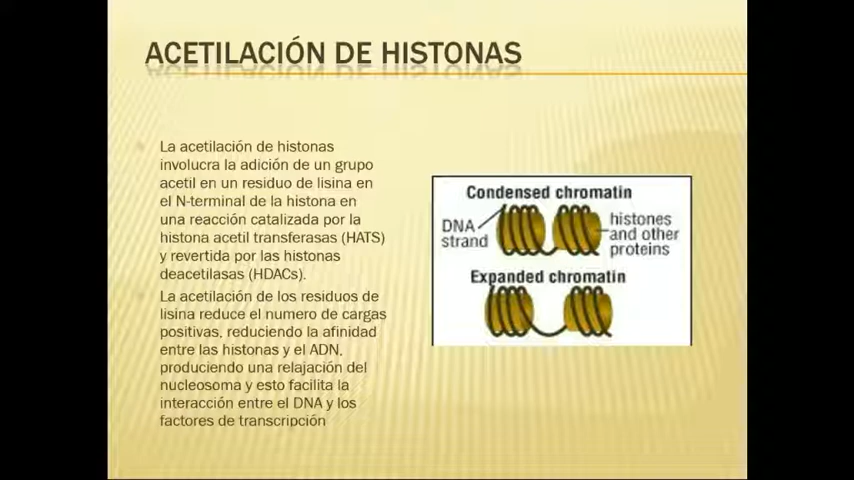 ACETILACIÓN DE HISTONAS
La acetilación de histonas
involucra la adición de un grupo
acetil en un residuo de lisina en
el N-terminal de la histona en
una reacción catalizada por la
histona acetil transferasas (HATS)
y revertida por las histonas
deacetilasas (HDACs).
La acetilación de los residuos de
lisina reduce el numero de cargas
positivas, reduciendo la afinidad
entre las histonas y el ADN,
produciendo una relajación del
nucleosoma y esto facilita la
interacción entre el DNA y los
factores de transcripción
Condensed chromatin
DNA
strand
histones
and other
proteins
Expanded chromatin